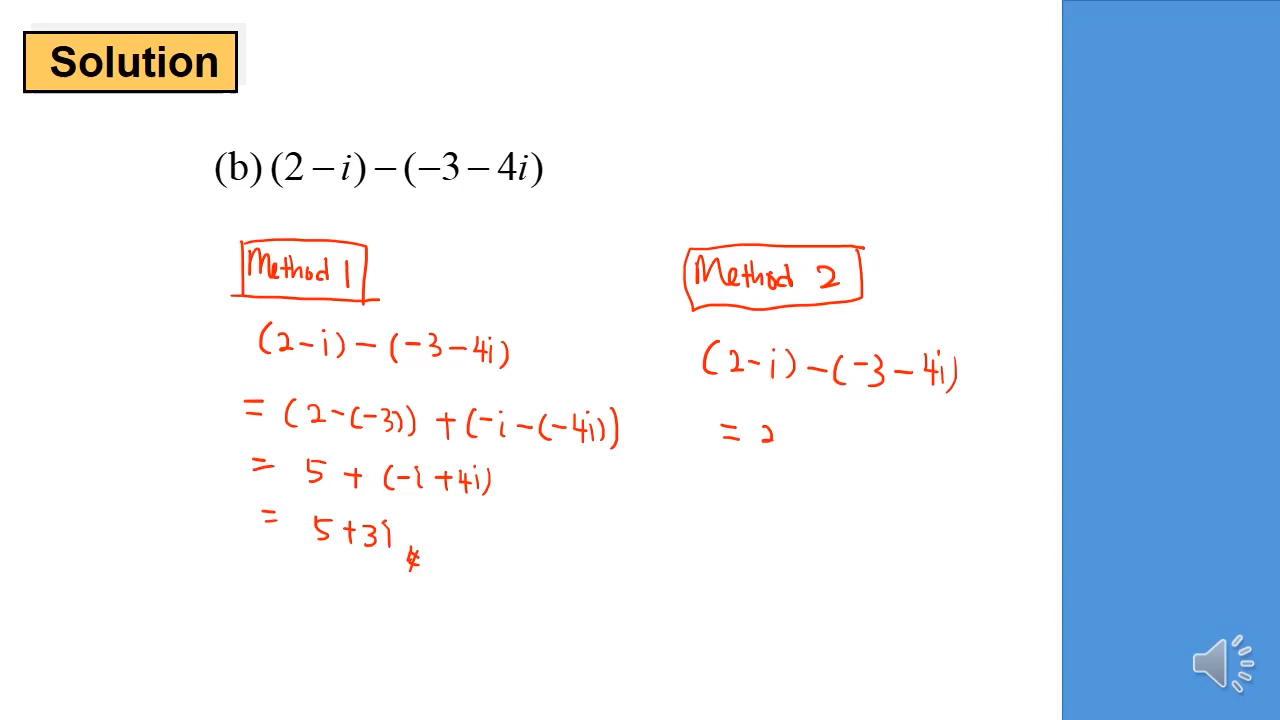 Solution
(b) (2 − i) − (−3 − 4i)
Method 1
(2 - i) - (-3 - 4i)
= (2 - (-3)) + (-i - (-4i))
= 5 + (-i + 4i)
= 5 + 3i
Method 2
(2 - i) - (-3 - 4i)
= 2